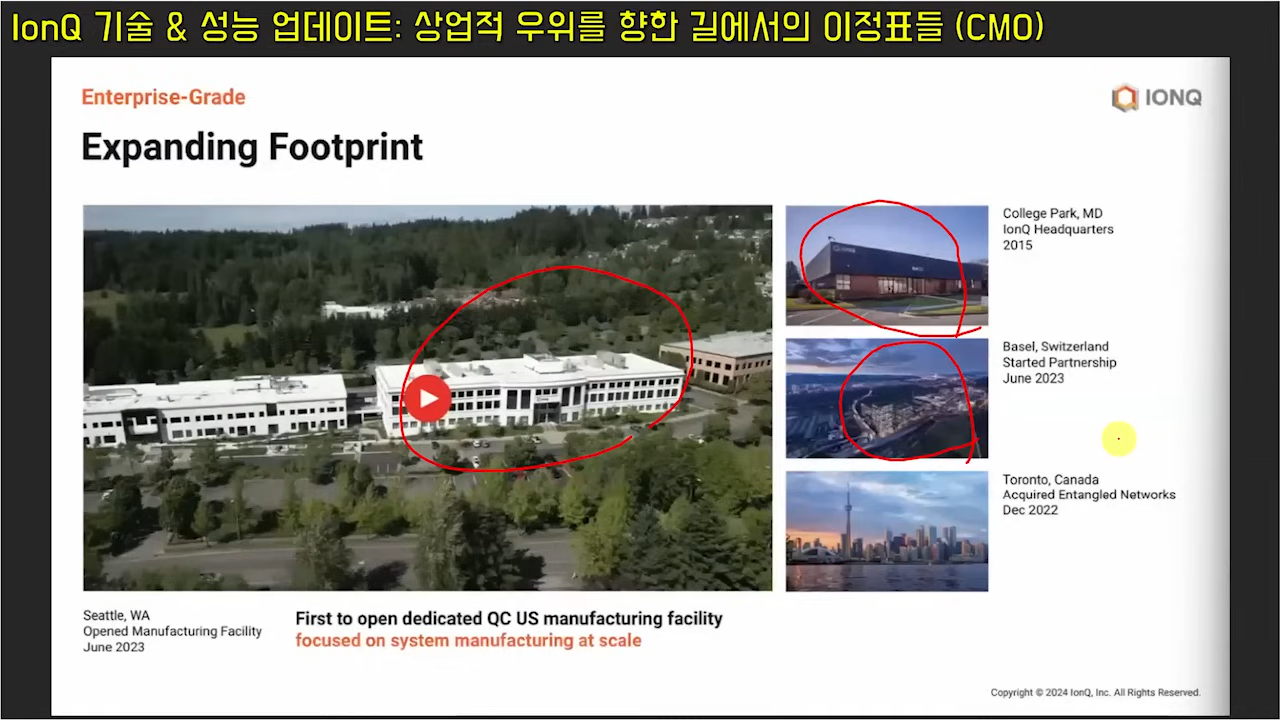 IonQ 기술 & 성능 업데이트: 상업적 우위를 향한 길에서의 이정표들 (CMO)
Enterprise-Grade
IONQ
Expanding Footprint
College Park, MD
IonQ Headquarters
2015
Basel, Switzerland
Started Partnership
June 2023
Toronto, Canada
Acquired Entangled Networks
Dec 2022
Seattle, WA
Opened Manufacturing Facility
June 2023
First to open dedicated QC US manufacturing facility
focused on system manufacturing at scale
Copyright © 2024 IonQ, Inc. All Rights Reserved.